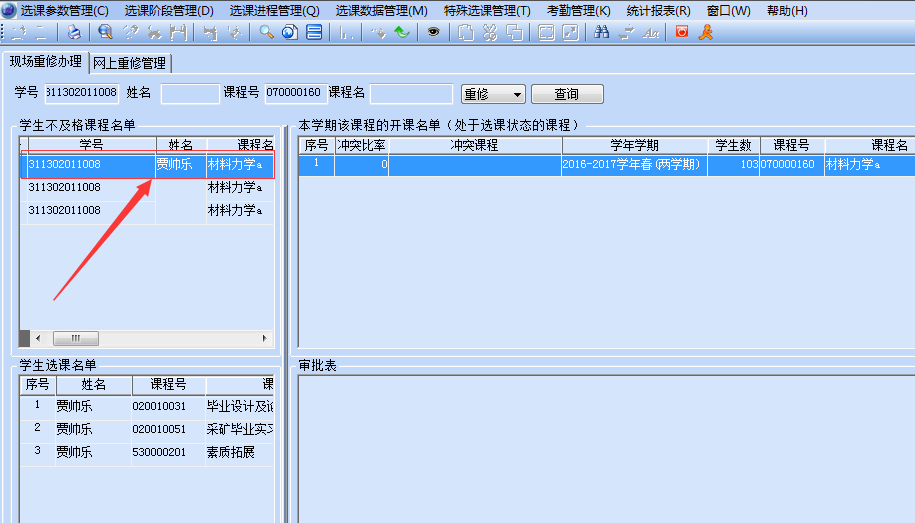 选课参数管理(C) 选课阶段管理(D) 选课进程管理(Q) 选课数据管理(M) 特殊选课管理(T) 考勤管理(K) 统计报表(R) 窗口(W) 帮助(H)
现场重修办理 网上重修管理
学号 311302011008 姓名 课程号 070000160 课程名 重修 查询
学生不及格课程名单
学号 姓名 课程名
311302011008 贾帅乐 材料力学a
311302011008 材料力学a
311302011008 材料力学a
本学期该课程的开课名单（处于选课状态的课程）
序号 冲突比率 冲突课程 学年学期 学生数 课程号 课程名
1 0 2016-2017学年春(两学期) 103 070000160 材料力学a
学生选课名单
序号 姓名 课程号 课
1 贾帅乐 020010031 毕业设计及论
2 贾帅乐 020010051 采矿毕业实习
3 贾帅乐 530000201 素质拓展
审批表